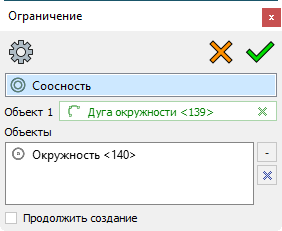 Ограничение
Соосность
Объект 1 Дуга окружности <139>
Объекты
Окружность <140>
Продолжить создание